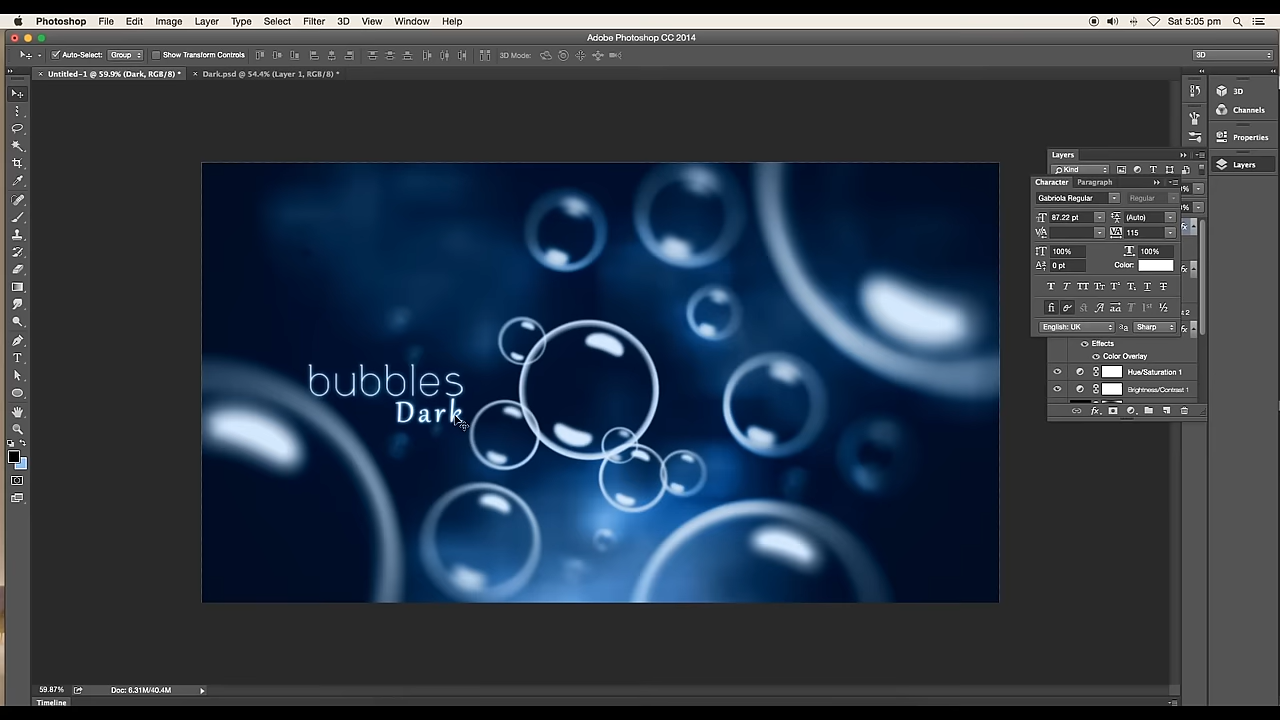 Photoshop File Edit Image Layer Type Select Filter 3D View Window Help Sat 5:05 pm
Adobe Photoshop CC 2014
Auto-Select: Group Show Transform Controls 3D Mode: 3D
× Untitled-1 @ 59.9% (Dark, RGB/8) * × Dark.psd @ 54.4% (Layer 1, RGB/8) *
3D
Channels
Properties
Layers
Layers
Kind
Character Paragraph
Gabriola Regular Regular
87.22 pt (Auto)
115
100% 100%
0 pt Color:
English: UK Sharp
Effects
Color Overlay
Hue/Saturation 1
Brightness/Contrast 1
bubbles
Dark
59.87% Doc: 6.31M/40.4M
Timeline